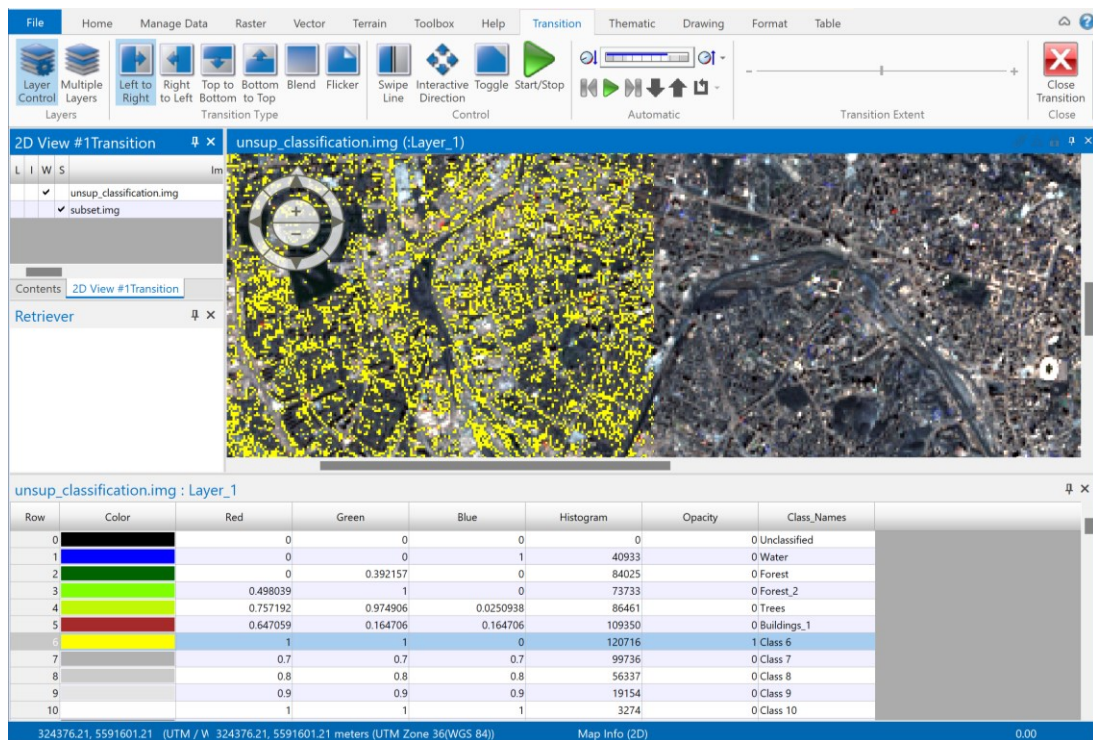 File Home Manage Data Raster Vector Terrain Toolbox Help Transition Thematic Drawing Format Table
Layer Control Multiple Layers Left to Right Right to Left Top to Bottom Bottom to Top Blend Flicker Swipe Line Interactive Direction Toggle Start/Stop Close Transition
Layers Transition Type Control Automatic Transition Extent Close
2D View #1Transition unsup_classification.img (:Layer_1)
L I W S Im
unsup_classification.img
subset.img
Contents 2D View #1Transition
Retriever
unsup_classification.img : Layer_1
Row Color Red Green Blue Histogram Opacity Class_Names
0 0 0 0 0 0 Unclassified
1 0 0 1 40933 0 Water
2 0 0.392157 0 84025 0 Forest
3 0.498039 1 0 73733 0 Forest_2
4 0.757192 0.974906 0.0250938 86461 0 Trees
5 0.647059 0.164706 0.164706 109350 0 Buildings_1
6 1 1 0 120716 1 Class 6
7 0.7 0.7 0.7 99736 0 Class 7
8 0.8 0.8 0.8 56337 0 Class 8
9 0.9 0.9 0.9 19154 0 Class 9
10 1 1 1 3274 0 Class 10
324376.21, 5591601.21 (UTM / W 324376.21, 5591601.21 meters (UTM Zone 36(WGS 84)) Map Info (2D) 0.00